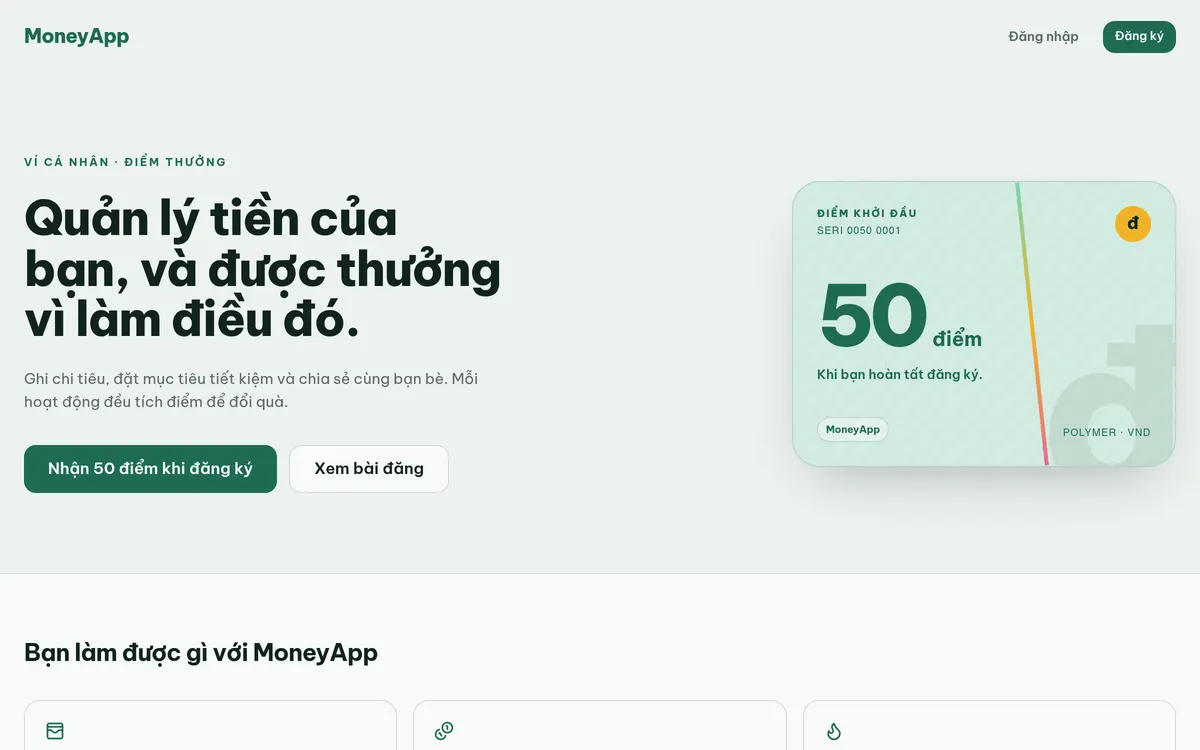 MoneyApp
Đăng nhập
Đăng ký
VÍ CÁ NHÂN · ĐIỂM THƯỞNG
Quản lý tiền của
bạn, và được thưởng
vì làm điều đó.
Ghi chi tiêu, đặt mục tiêu tiết kiệm và chia sẻ cùng bạn bè. Mỗi
hoạt động đều tích điểm để đổi quà.
Nhận 50 điểm khi đăng ký
Xem bài đăng
ĐIỂM KHỞI ĐẦU
SERI 0050 0001
đ
50 điểm
Khi bạn hoàn tất đăng ký.
MoneyApp
đ
POLYMER · VND
Bạn làm được gì với MoneyApp